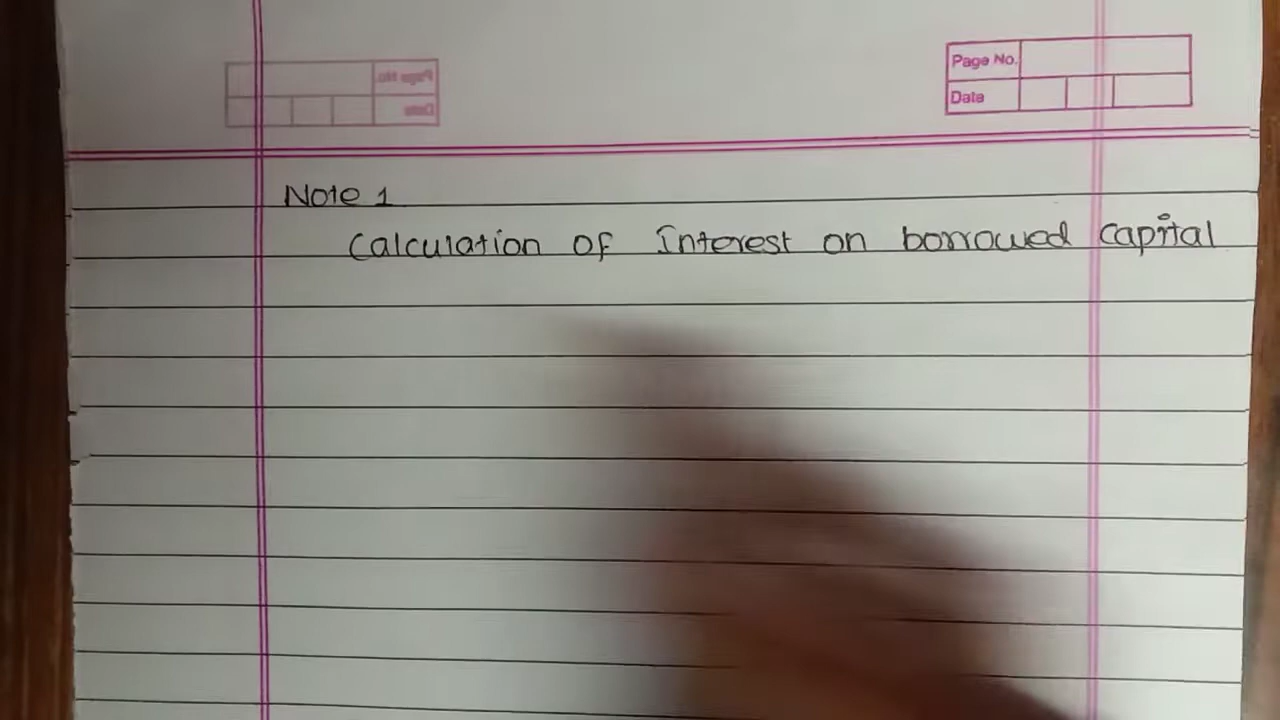 Page No.
Date
Note 1
Calculation of Interest on borrowed capital